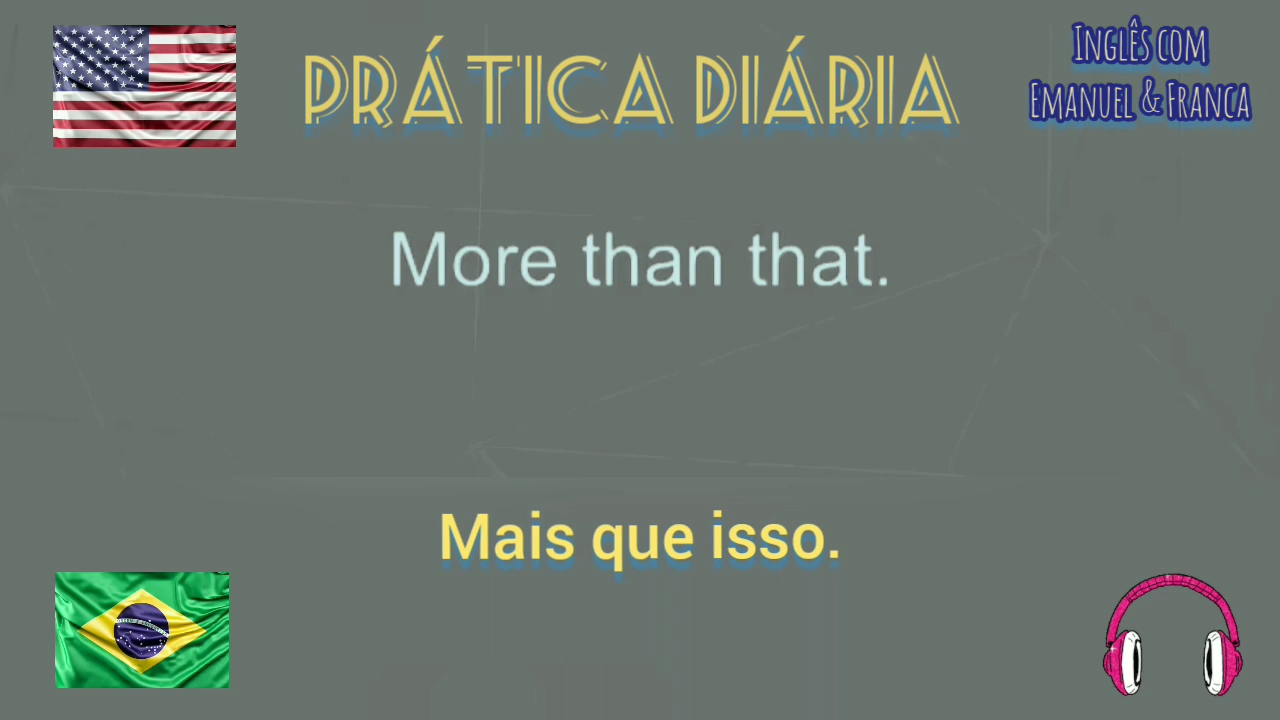 PRÁTICA DIÁRIA
Inglês com
Emanuel & Franca
More than that.
Mais que isso.